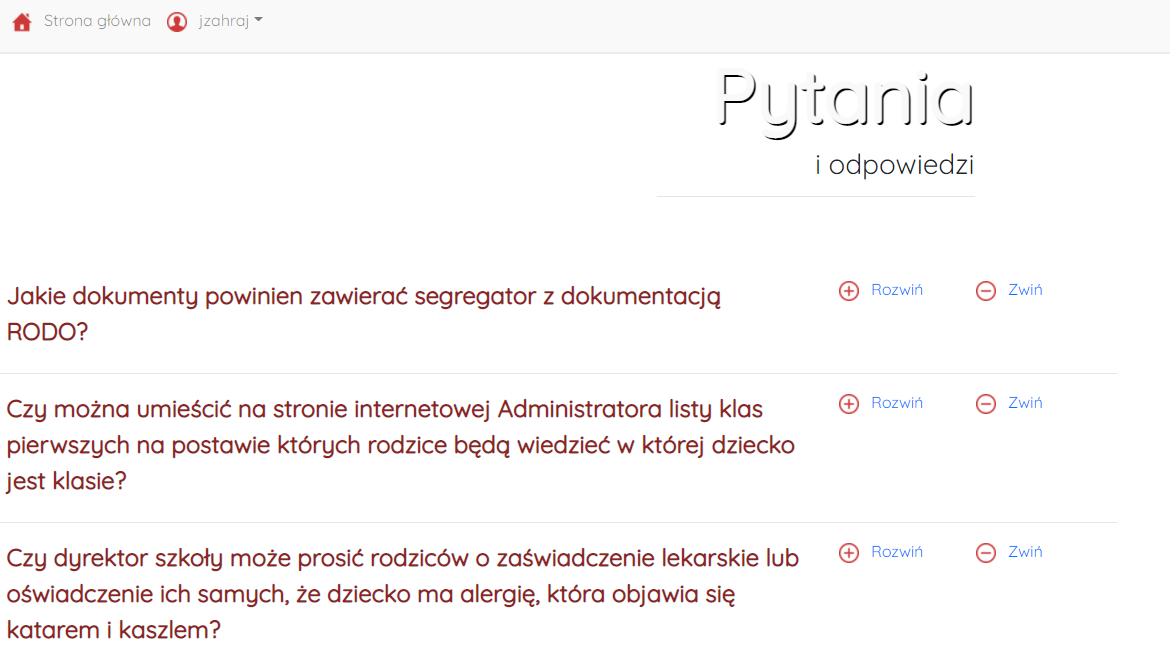 Strona główna jzahraj
Pytania
i odpowiedzi
Jakie dokumenty powinien zawierać segregator z dokumentacją Rozwiń Zwiń
RODO?
Czy można umieścić na stronie internetowej Administratora listy klas Rozwiń Zwiń
pierwszych na postawie których rodzice będą wiedzieć w której dziecko
jest klasie?
Czy dyrektor szkoły może prosić rodziców o zaświadczenie lekarskie lub Rozwiń Zwiń
oświadczenie ich samych, że dziecko ma alergię, która objawia się
katarem i kaszlem?